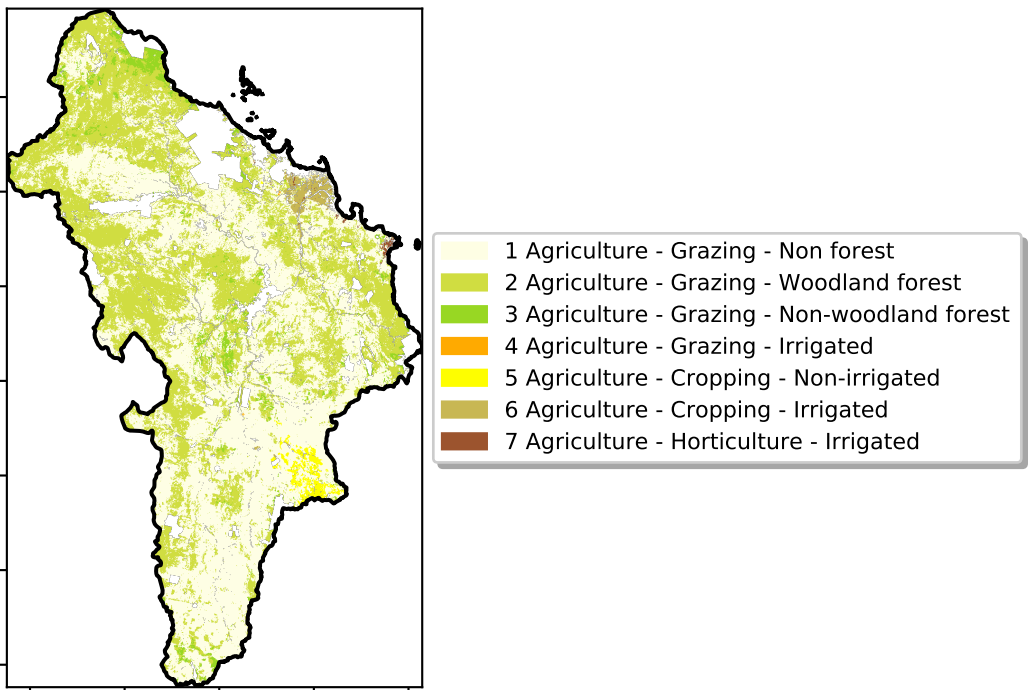 1 Agriculture - Grazing - Non forest
2 Agriculture - Grazing - Woodland forest
3 Agriculture - Grazing - Non-woodland forest
4 Agriculture - Grazing - Irrigated
5 Agriculture - Cropping - Non-irrigated
6 Agriculture - Cropping - Irrigated
7 Agriculture - Horticulture - Irrigated